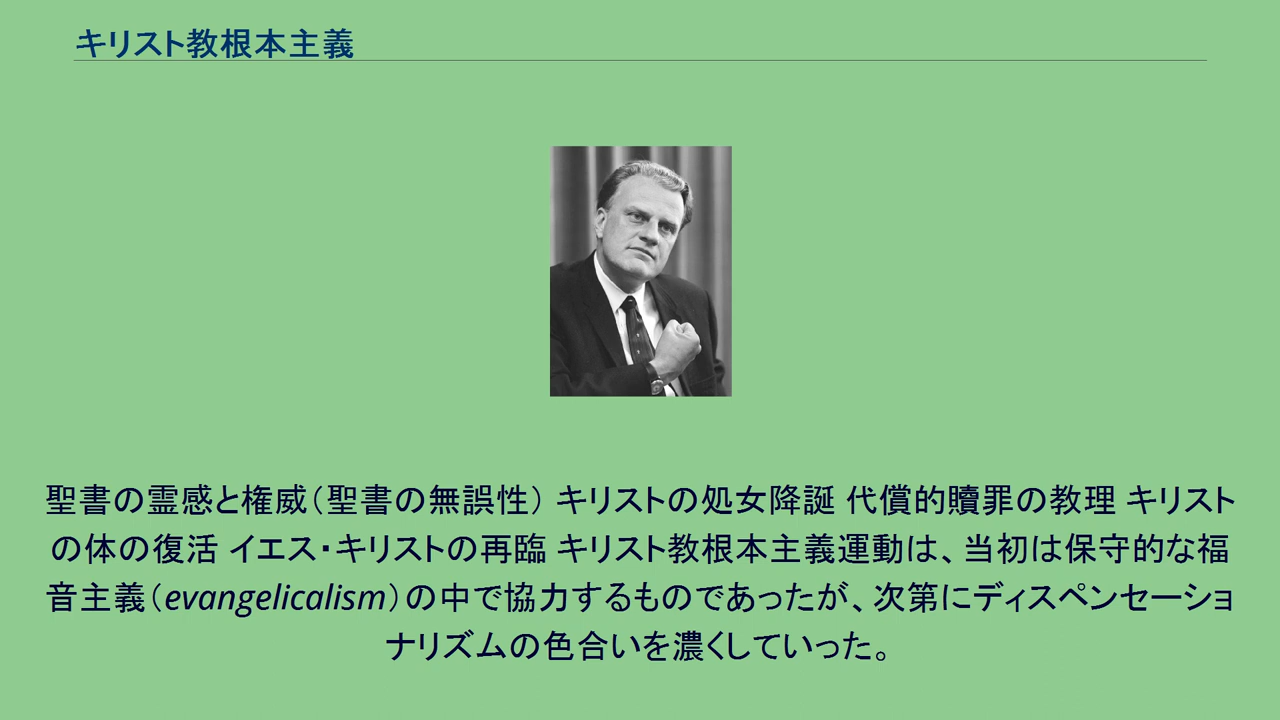 キリスト教根本主義
聖書の霊感と権威（聖書の無誤性） キリストの処女降誕 代償的贖罪の教理 キリスト
の体の復活 イエス・キリストの再臨 キリスト教根本主義運動は、当初は保守的な福
音主義（evangelicalism）の中で協力するものであったが、次第にディスペンセーショ
ナリズムの色合いを濃くしていった。